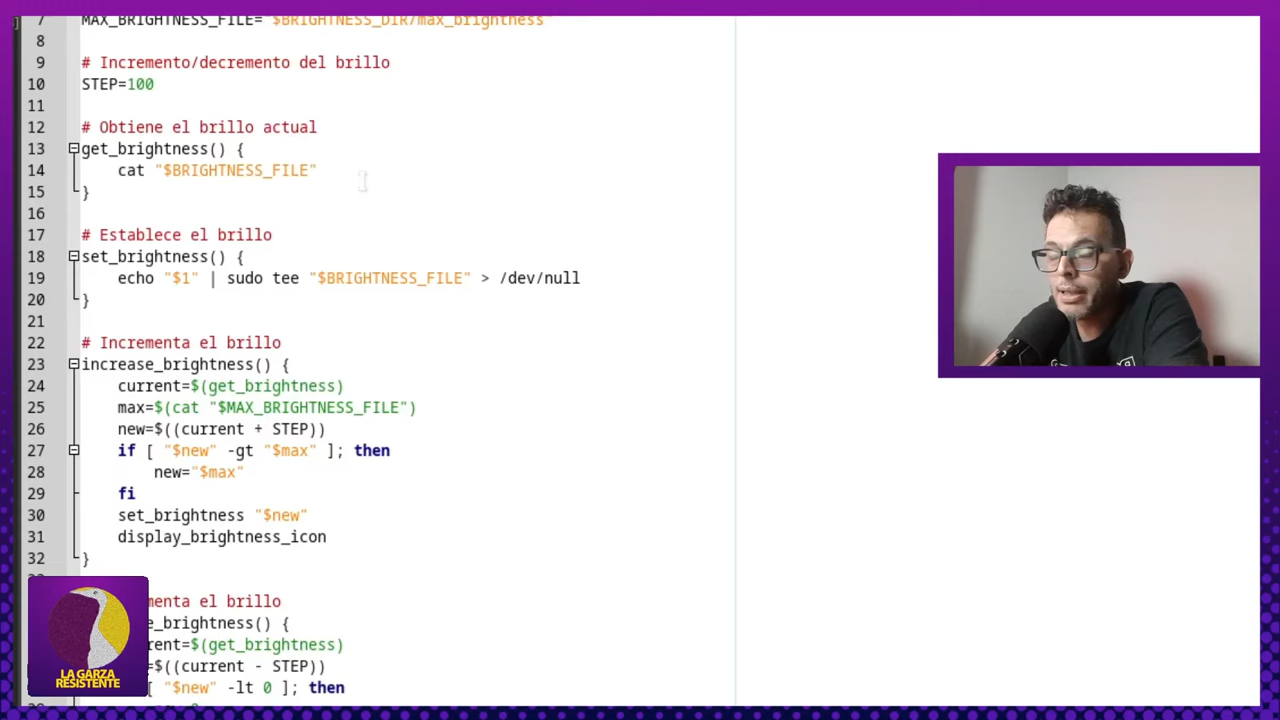 7 MAX_BRIGHTNESS_FILE="$BRIGHTNESS_DIR/max_brightness"
8
9 # Incremento/decremento del brillo
10 STEP=100
11
12 # Obtiene el brillo actual
13 get_brightness() {
14 cat "$BRIGHTNESS_FILE"
15 }
16
17 # Establece el brillo
18 set_brightness() {
19 echo "$1" | sudo tee "$BRIGHTNESS_FILE" > /dev/null
20 }
21
22 # Incrementa el brillo
23 increase_brightness() {
24 current=$(get_brightness)
25 max=$(cat "$MAX_BRIGHTNESS_FILE")
26 new=$((current + STEP))
27 if [ "$new" -gt "$max" ]; then
28 new="$max"
29 fi
30 set_brightness "$new"
31 display_brightness_icon
32 }
menta el brillo
e_brightness() {
rent=$(get_brightness)
=$((current - STEP))
[ "$new" -lt 0 ]; then
LA GARZA
RESISTENTE